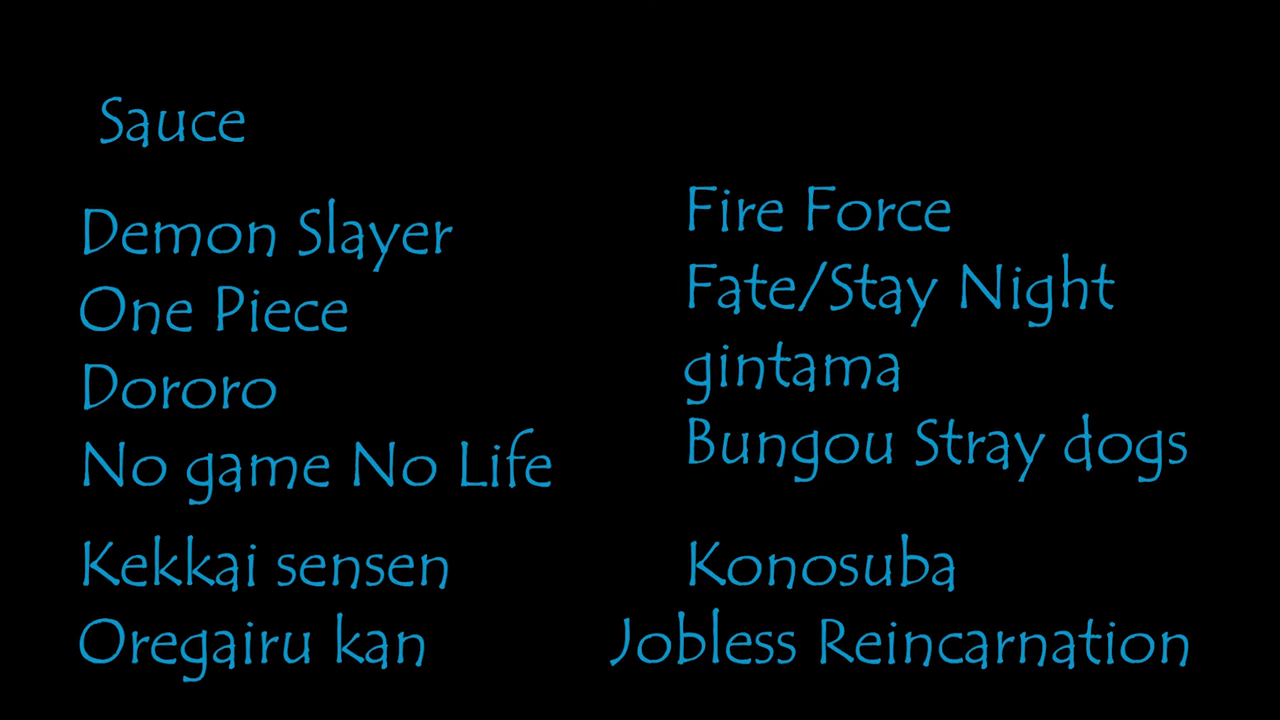 Sauce
Demon Slayer
One Piece
Dororo
No game No Life
Kekkai sensen
Oregairu kan
Fire Force
Fate/Stay Night
gintama
Bungou Stray dogs
Konosuba
Jobless Reincarnation